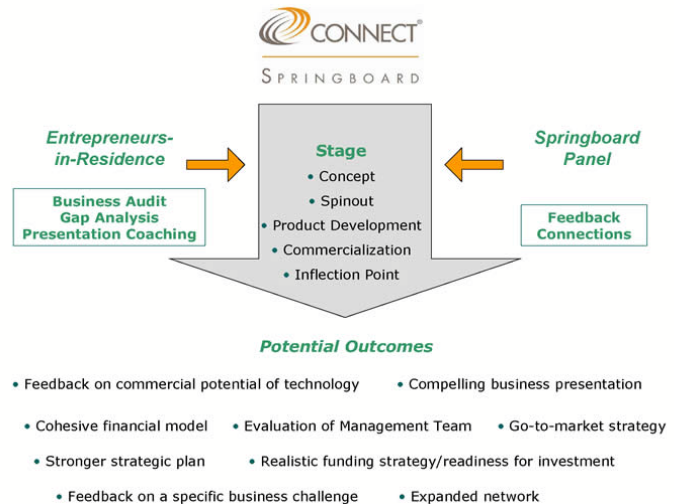 CONNECT®
SPRINGBOARD
Entrepreneurs-
in-Residence
Business Audit
Gap Analysis
Presentation Coaching
Stage
• Concept
• Spinout
• Product Development
• Commercialization
• Inflection Point
Springboard
Panel
Feedback
Connections
Potential Outcomes
• Feedback on commercial potential of technology • Compelling business presentation
• Cohesive financial model • Evaluation of Management Team • Go-to-market strategy
• Stronger strategic plan • Realistic funding strategy/readiness for investment
• Feedback on a specific business challenge • Expanded network